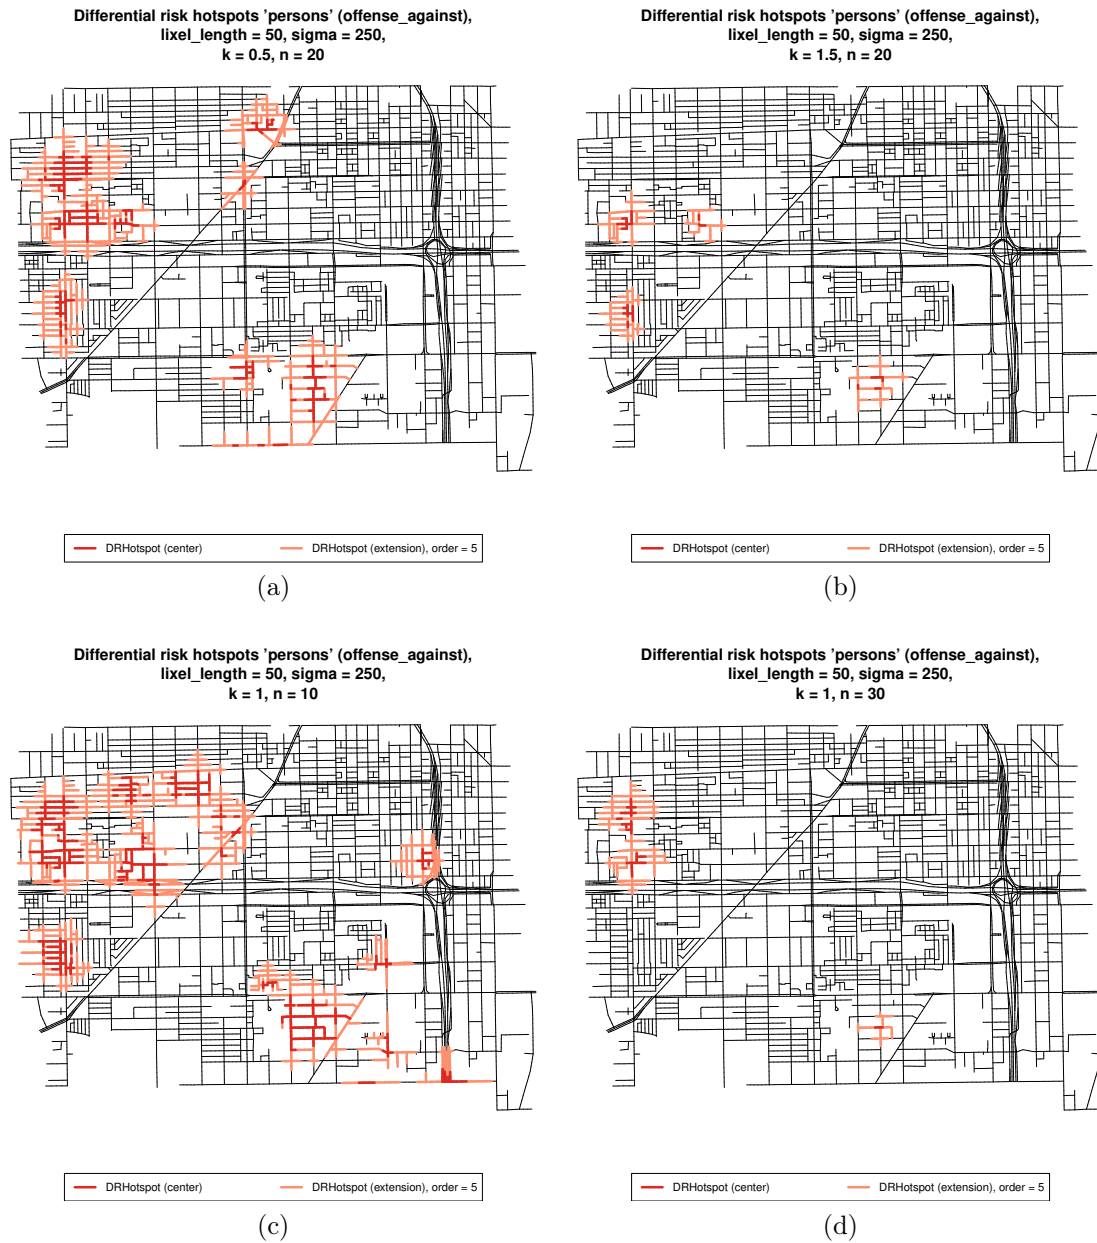 Differential risk hotspots 'persons' (offense_against),
lixel_length = 50, sigma = 250,
k = 0.5, n = 20
DRHotspot (center)
DRHotspot (extension), order = 5
(a)
Differential risk hotspots 'persons' (offense_against),
lixel_length = 50, sigma = 250,
k = 1.5, n = 20
DRHotspot (center)
DRHotspot (extension), order = 5
(b)
Differential risk hotspots 'persons' (offense_against),
lixel_length = 50, sigma = 250,
k = 1, n = 10
DRHotspot (center)
DRHotspot (extension), order = 5
(c)
Differential risk hotspots 'persons' (offense_against),
lixel_length = 50, sigma = 250,
k = 1, n = 30
DRHotspot (center)
DRHotspot (extension), order = 5
(d)